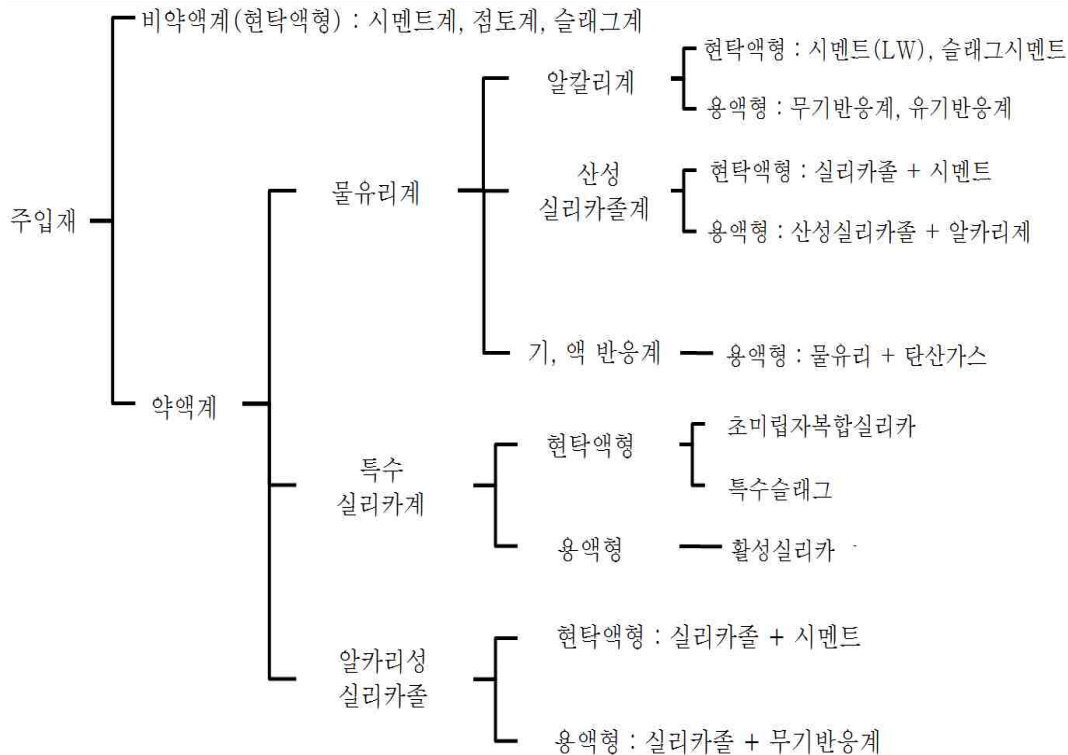 비약액계(현탁액형) : 시멘트계, 점토계, 슬래그계
현탁액형 : 시멘트(LW), 슬래그시멘트
알칼리계
용액형 : 무기반응계, 유기반응계
산성
실리카졸계
현탁액형 : 실리카졸 + 시멘트
물유리계
주입재
용액형 : 산성실리카졸 + 알카리제
기, 액 반응계
용액형 : 물유리 + 탄산가스
약액계
초미립자복합실리카
현탁액형
특수
실리카계
특수슬래그
용액형
활성실리카
현탁액형 : 실리카졸 + 시멘트
알카리성
실리카졸
용액형 : 실리카졸 + 무기반응계